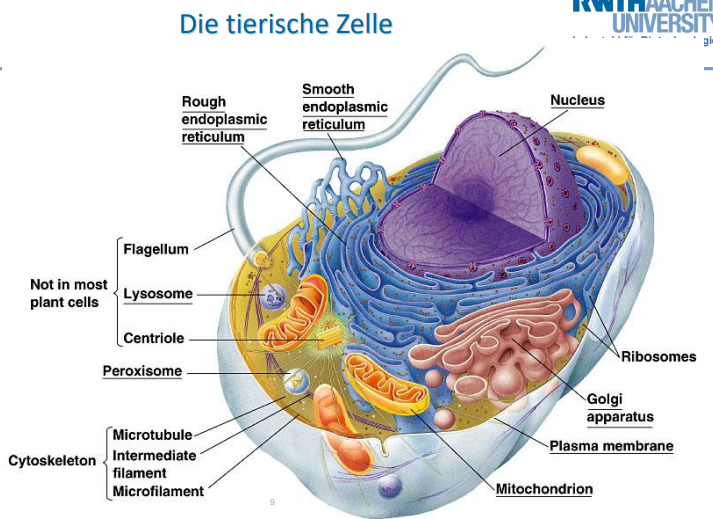 Die tierische Zelle
RWTH AACHEN
UNIVERSITY
Smooth
endoplasmic
reticulum
Rough
endoplasmic
reticulum
Nucleus
Flagellum
Not in most
plant cells
Lysosome
Centriole
Peroxisome
Ribosomes
Golgi
apparatus
Cytoskeleton
Microtubule
Intermediate
filament
Microfilament
Plasma membrane
Mitochondrion
9